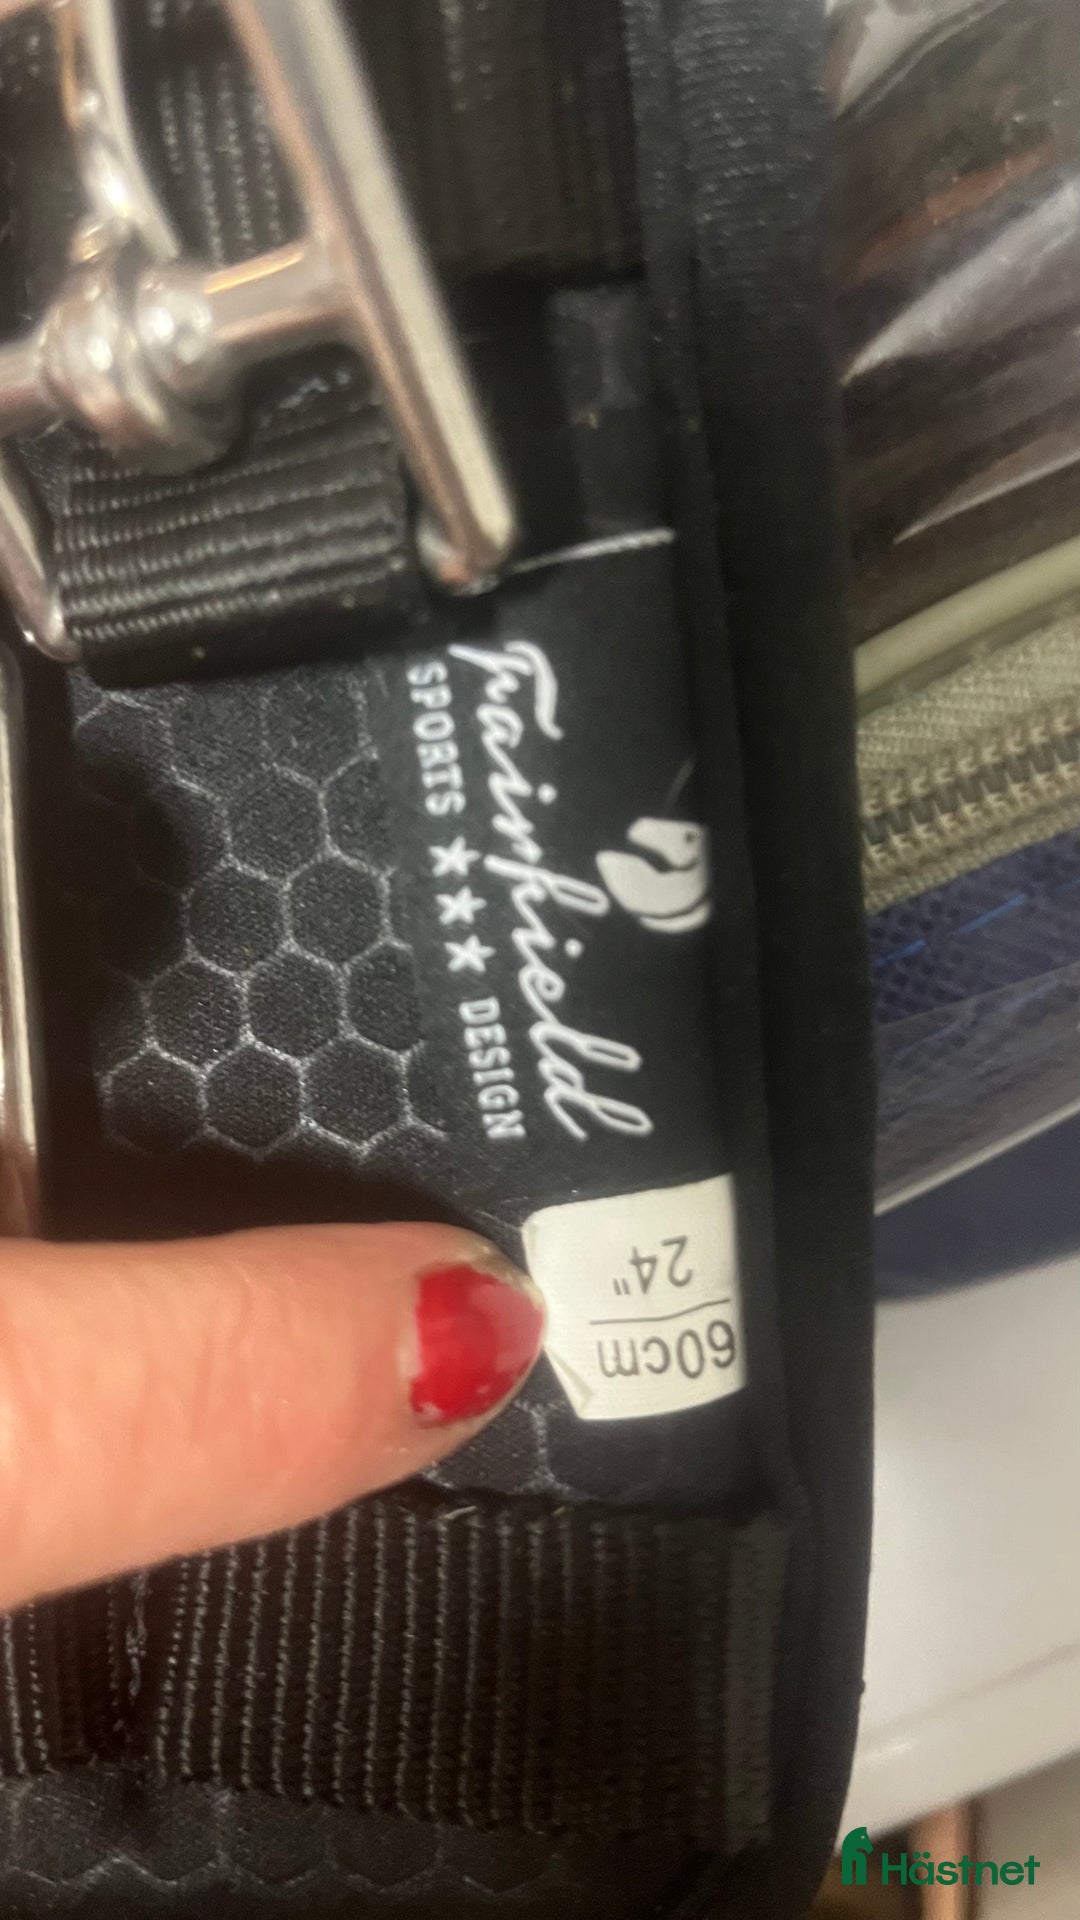 Fairfield
SPORTS ★★★ DESIGN
60cm
24"
Hästnet